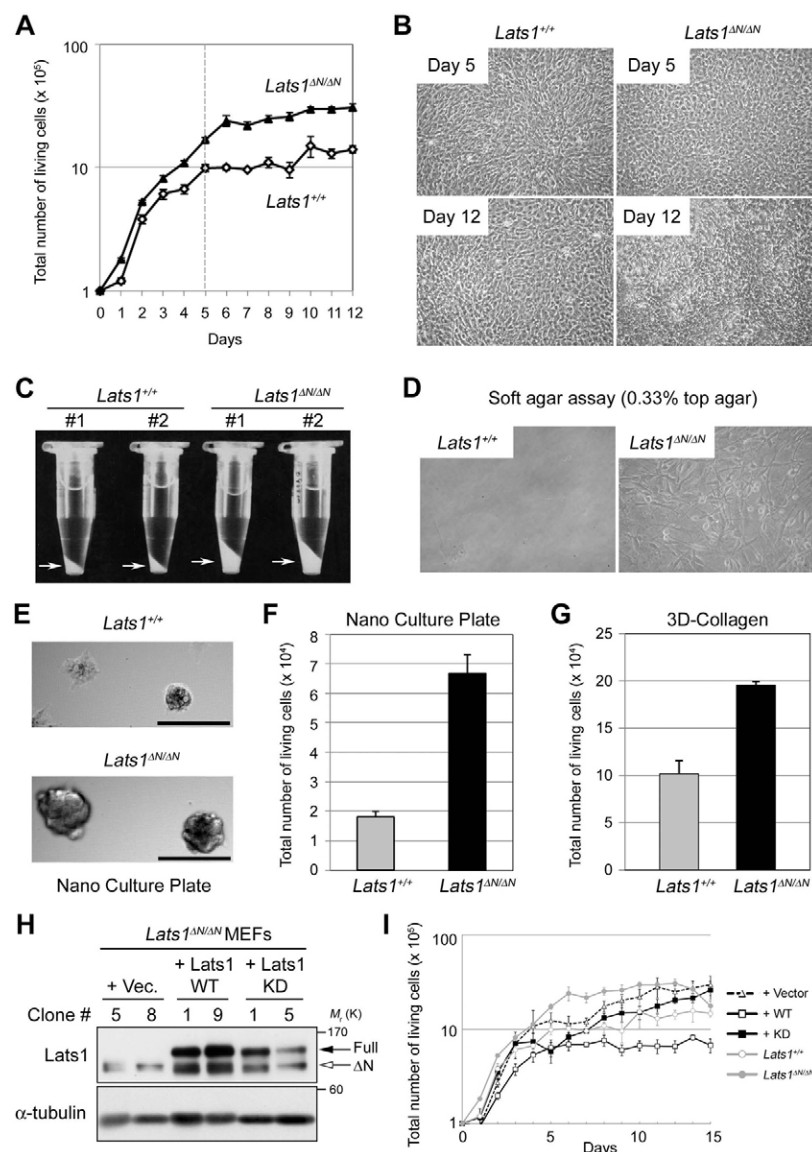 A
Total number of living cells (x 10⁵)
100
10
1
Lats1ΔN/ΔN
Lats1+/+
0 1 2 3 4 5 6 7 8 9 10 11 12
Days
B
Lats1+/+ Lats1ΔN/ΔN
Day 5 Day 5
Day 12 Day 12
C
Lats1+/+ Lats1ΔN/ΔN
#1 #2 #1 #2
D
Soft agar assay (0.33% top agar)
Lats1+/+ Lats1ΔN/ΔN
E
Lats1+/+
Lats1ΔN/ΔN
Nano Culture Plate
F
Nano Culture Plate
Total number of living cells (x 10⁴)
8
7
6
5
4
3
2
1
0
Lats1+/+ Lats1ΔN/ΔN
G
3D-Collagen
Total number of living cells (x 10⁴)
25
20
15
10
5
0
Lats1+/+ Lats1ΔN/ΔN
H
Lats1ΔN/ΔN MEFs
+ Vec. + Lats1 WT + Lats1 KD
Clone # 5 8 1 9 1 5 Mr (K)
170
Lats1
Full
ΔN
60
α-tubulin
I
Total number of living cells (x 10⁵)
100
10
1
0 5 10 15
Days
+ Vector
+ WT
+ KD
Lats1+/+
Lats1ΔN/ΔN